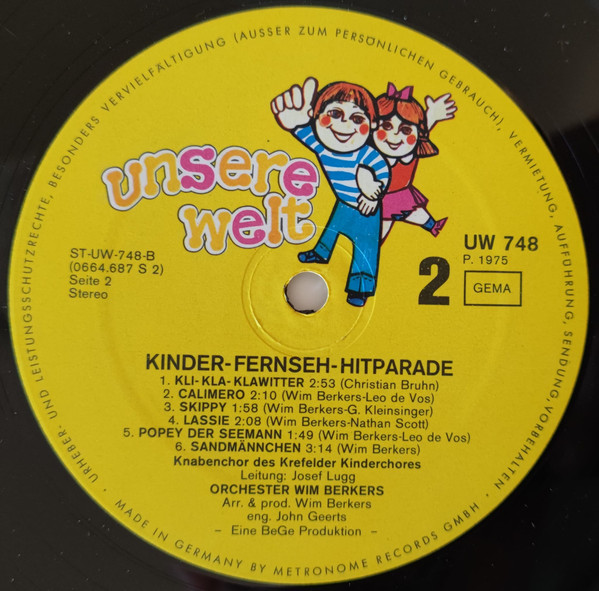 URHEBER- UND LEISTUNGSSCHUTZRECHTE, BESONDERS VERVIELFÄLTIGUNG (AUSSER ZUM PERSÖNLICHEN GEBRAUCH), VERMIETUNG, AUFFÜHRUNG, SENDUNG, VORBEHALTEN ·
unsere
welt
ST-UW-748-B
(0664.687 S 2)
Seite 2
Stereo
2
UW 748
P. 1975
GEMA
KINDER-FERNSEH-HITPARADE
1. KLI-KLA-KLAWITTER 2:53 (Christian Bruhn)
2. CALIMERO 2:10 (Wim Berkers-Leo de Vos)
3. SKIPPY 1:58 (Wim Berkers-G. Kleinsinger)
4. LASSIE 2:08 (Wim Berkers-Nathan Scott)
5. POPEY DER SEEMANN 1:49 (Wim Berkers-Leo de Vos)
6. SANDMÄNNCHEN 3:14 (Wim Berkers)
Knabenchor des Krefelder Kinderchores
Leitung: Josef Lugg
ORCHESTER WIM BERKERS
Arr. & prod. Wim Berkers
eng. John Geerts
- Eine BeGe Produktion -
· MADE IN GERMANY BY METRONOME RECORDS GMBH ·